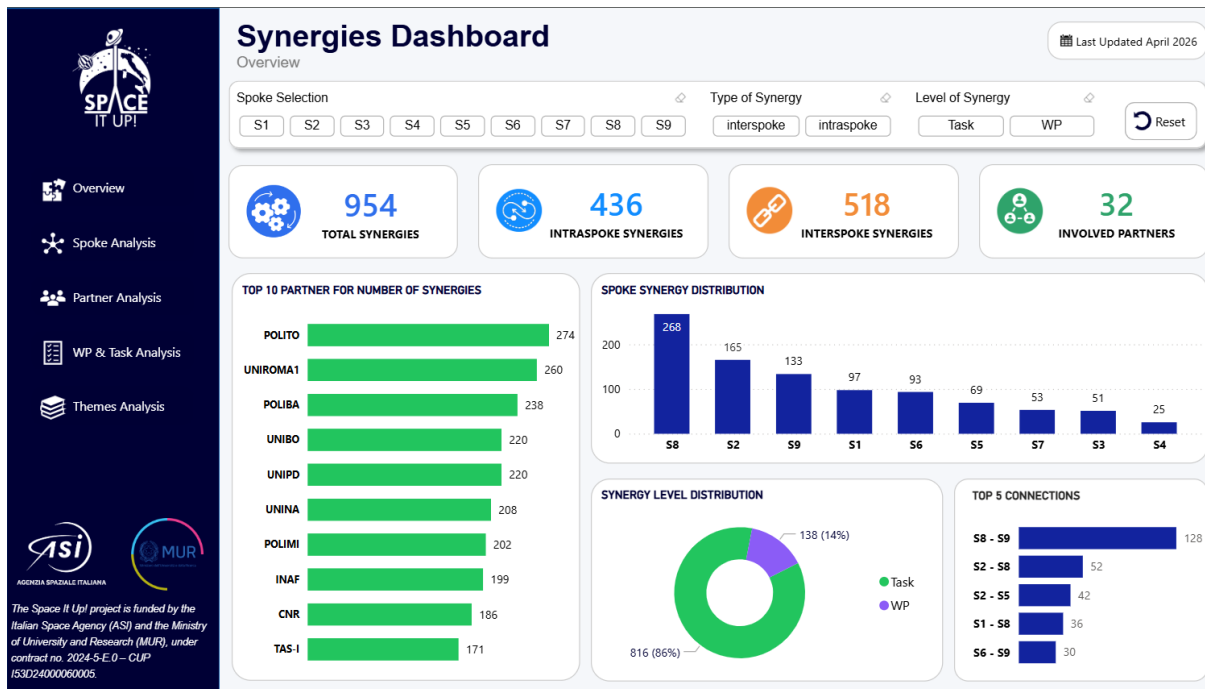 SPACE
IT UP!
Overview
Spoke Analysis
Partner Analysis
WP & Task Analysis
Themes Analysis
asi
AGENZIA SPAZIALE ITALIANA
MUR
The Space It Up! project is funded by the
Italian Space Agency (ASI) and the Ministry
of University and Research (MUR), under
contract no. 2024-5-E.0 – CUP
I53D24000060005.
Synergies Dashboard
Overview
Last Updated April 2026
Spoke Selection
S1 S2 S3 S4 S5 S6 S7 S8 S9
Type of Synergy
interspoke intraspoke
Level of Synergy
Task WP
Reset
954
TOTAL SYNERGIES
436
INTRASPOKE SYNERGIES
518
INTERSPOKE SYNERGIES
32
INVOLVED PARTNERS
TOP 10 PARTNER FOR NUMBER OF SYNERGIES
POLITO 274
UNIROMA1 260
POLIBA 238
UNIBO 220
UNIPD 220
UNINA 208
POLIMI 202
INAF 199
CNR 186
TAS-I 171
SPOKE SYNERGY DISTRIBUTION
200
100
0
268 165 133 97 93 69 53 51 25
S8 S2 S9 S1 S6 S5 S7 S3 S4
SYNERGY LEVEL DISTRIBUTION
138 (14%)
Task
WP
816 (86%)
TOP 5 CONNECTIONS
S8 - S9 128
S2 - S8 52
S2 - S5 42
S1 - S8 36
S6 - S9 30